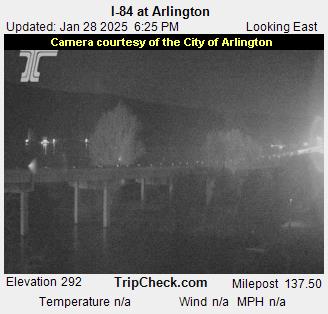 I-84 at Arlington
Updated: Jan 28 2025 6:25 PM Looking East
Camera courtesy of the City of Arlington
Elevation 292 TripCheck.com Milepost 137.50
Temperature n/a Wind n/a MPH n/a